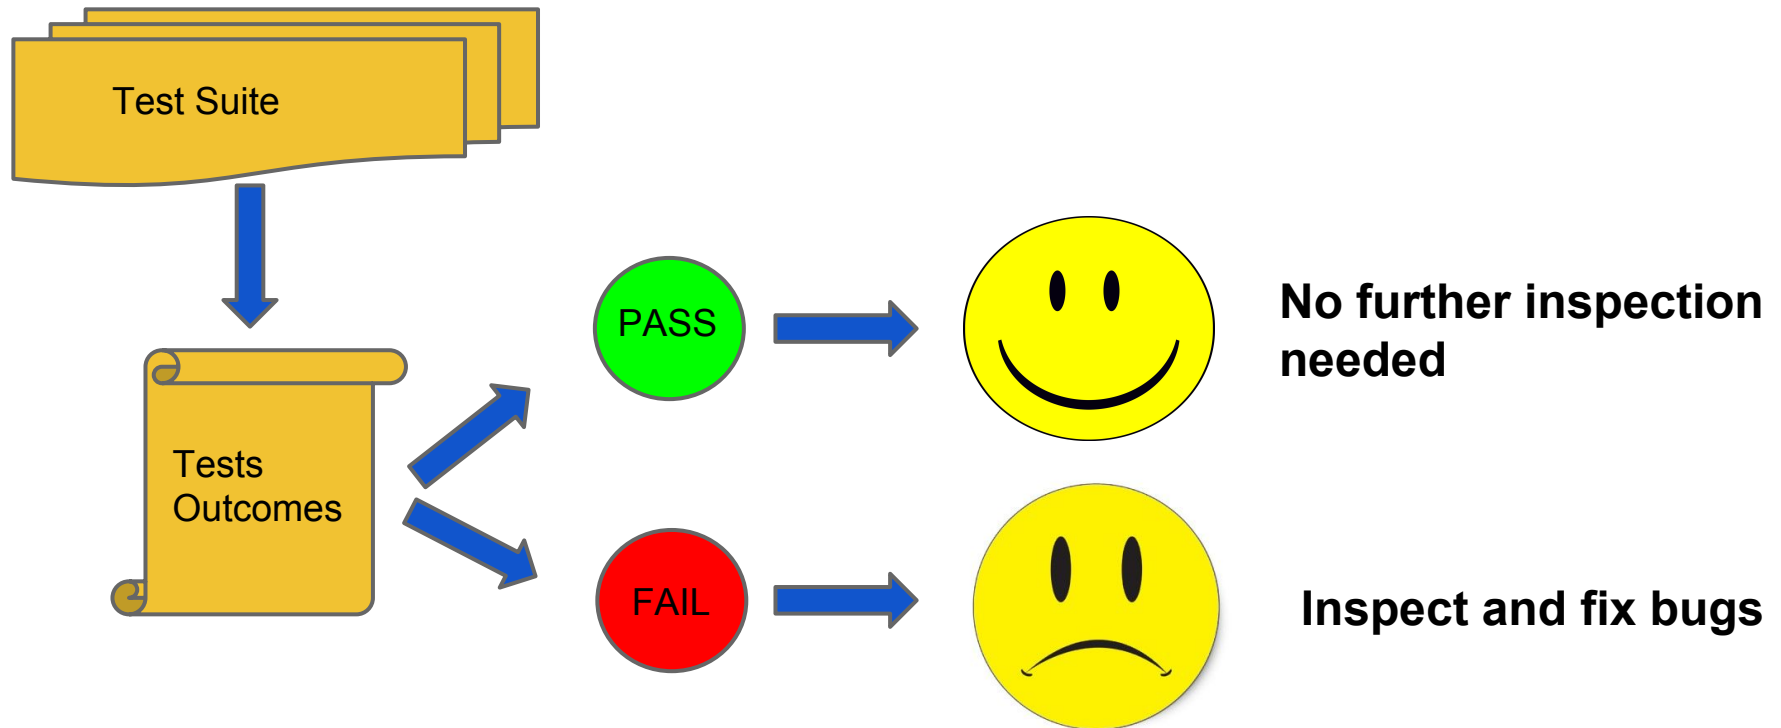 Test Suite
PASS
No further inspection
needed
Tests
Outcomes
FAIL
Inspect and fix bugs